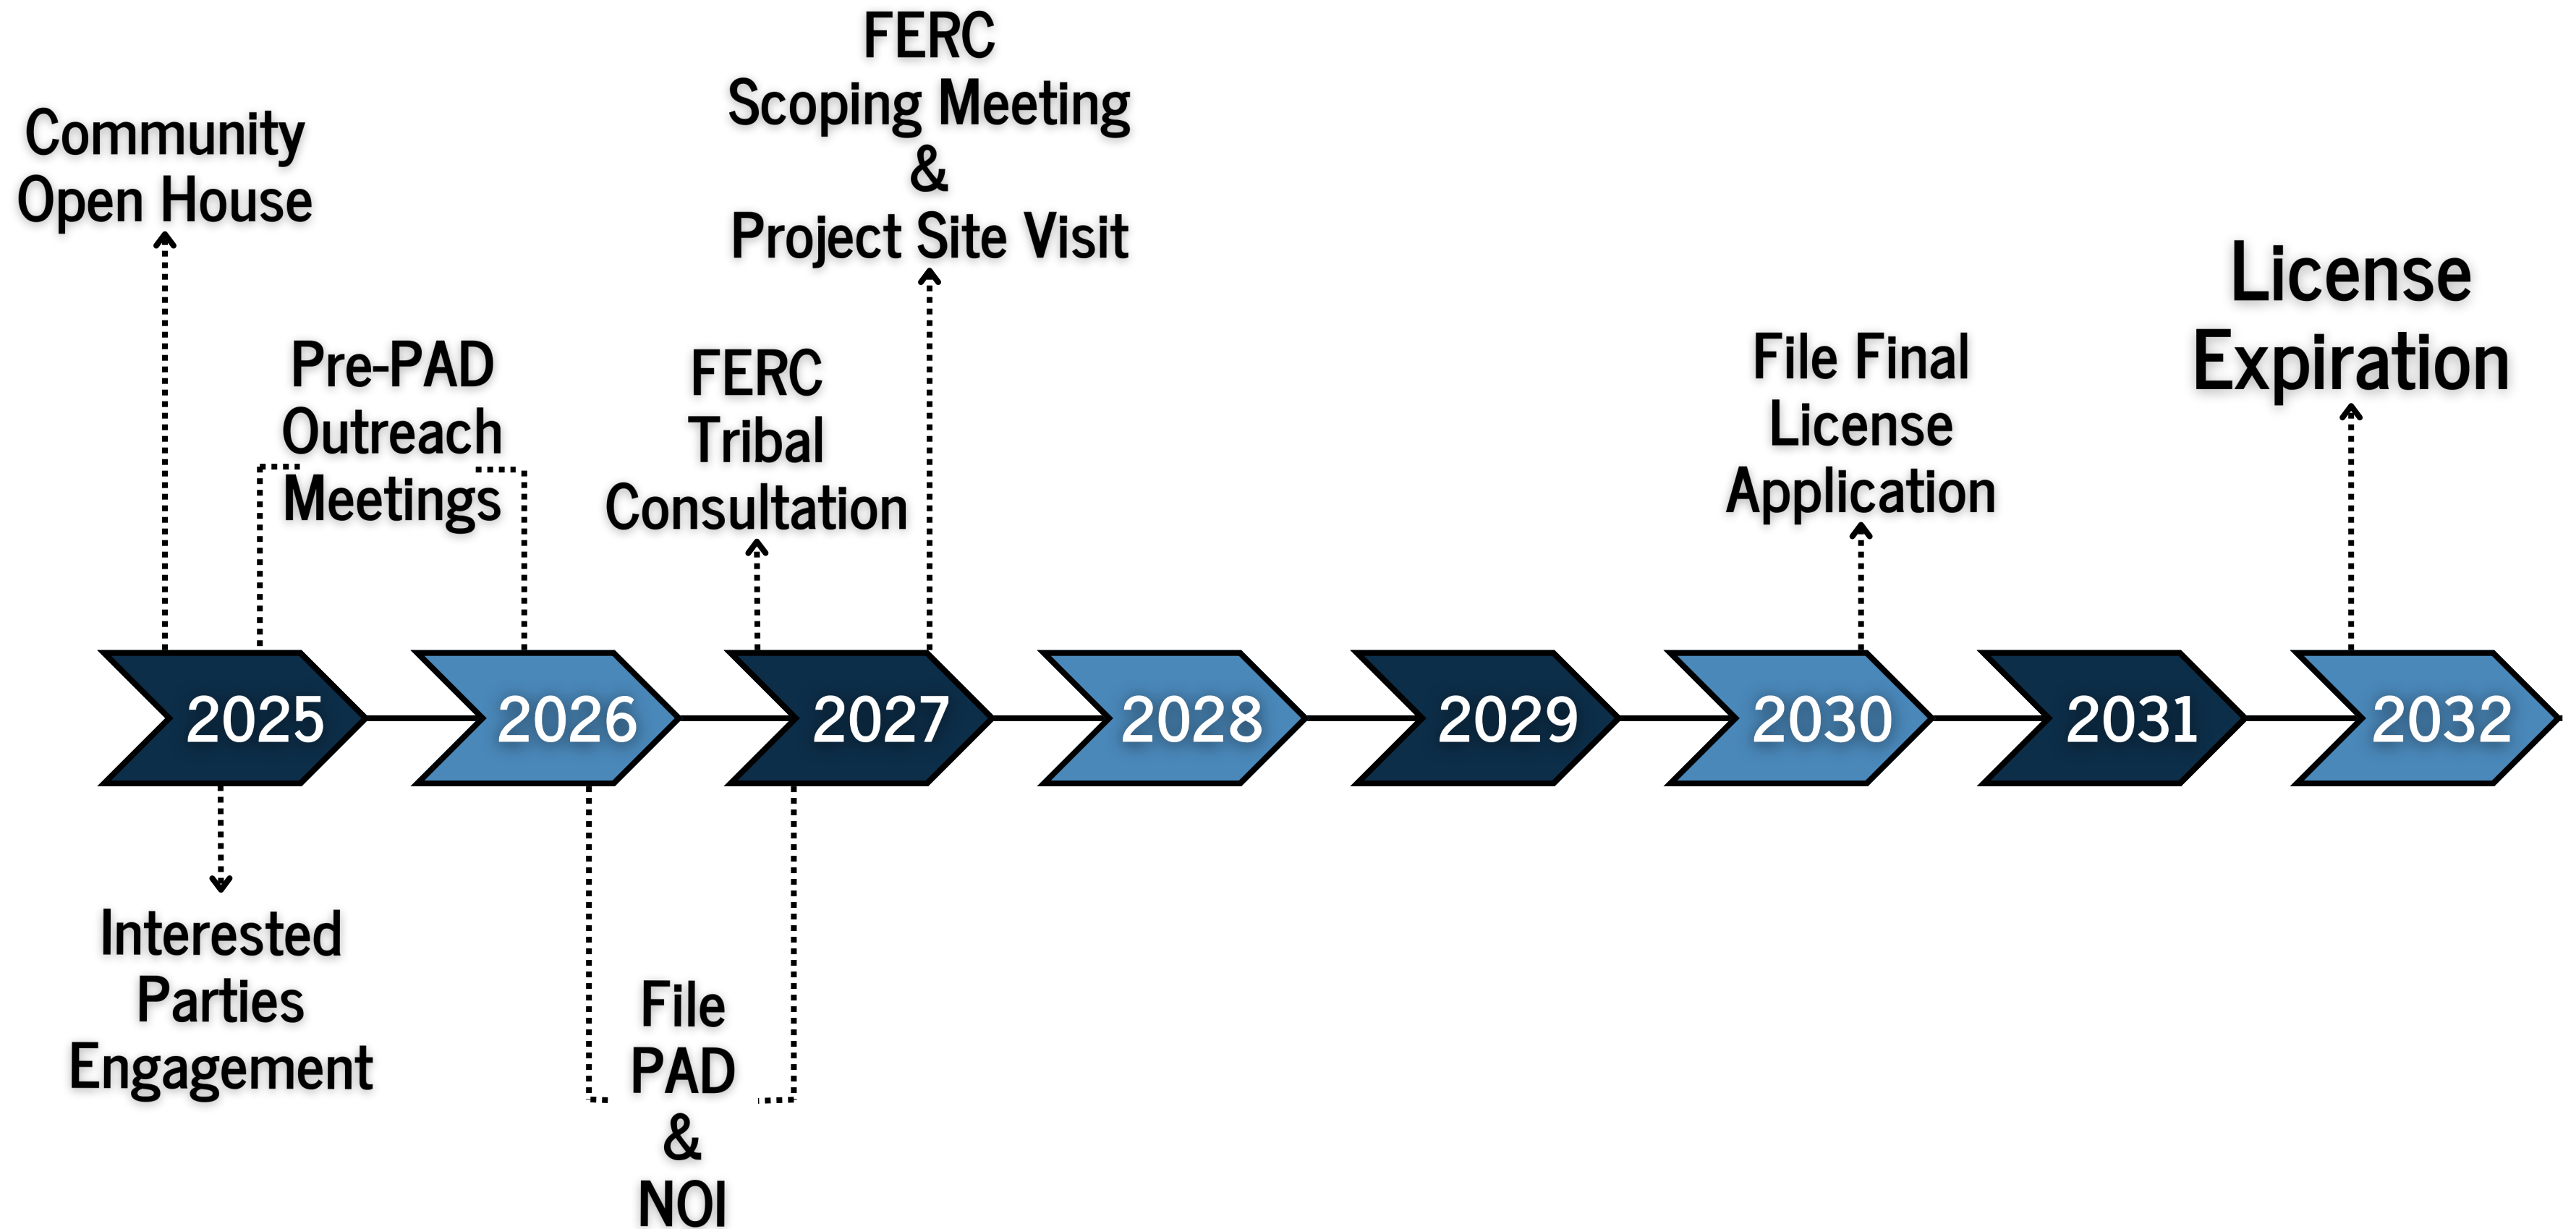 FERC
Scoping Meeting
&
Project Site Visit
Community
Open House
Pre-PAD
Outreach
Meetings
FERC
Tribal
Consultation
File Final
License
Application
License
Expiration
2025
2026
2027
2028
2029
2030
2031
2032
Interested
Parties
Engagement
File
PAD
&
NOI